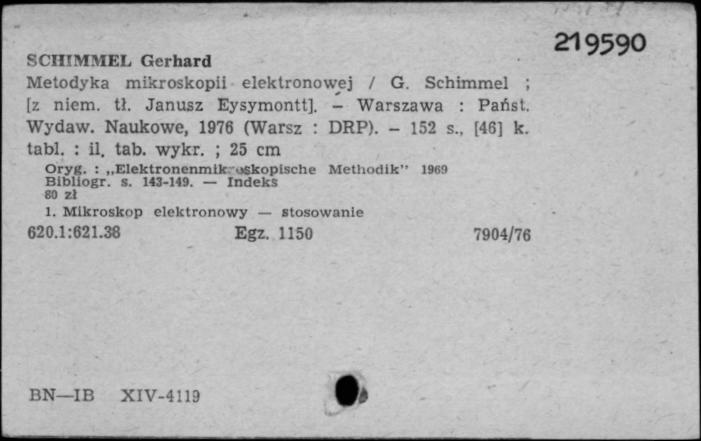 219590
SCHIMMEL Gerhard
Metodyka mikroskopii elektronowej / G. Schimmel ;
[z niem. tł. Janusz Eysymontt]. – Warszawa : Państ.
Wydaw. Naukowe, 1976 (Warsz : DRP). – 152 s., [46] k.
tabl. : il, tab. wykr. ; 25 cm
Oryg. : „Elektronenmikroskopische Methodik” 1969
Bibliogr. s. 143-149. — Indeks
80 zł
1. Mikroskop elektronowy — stosowanie
620.1:621.38 Egz. 1150 7904/76
BN—IB XIV-4119